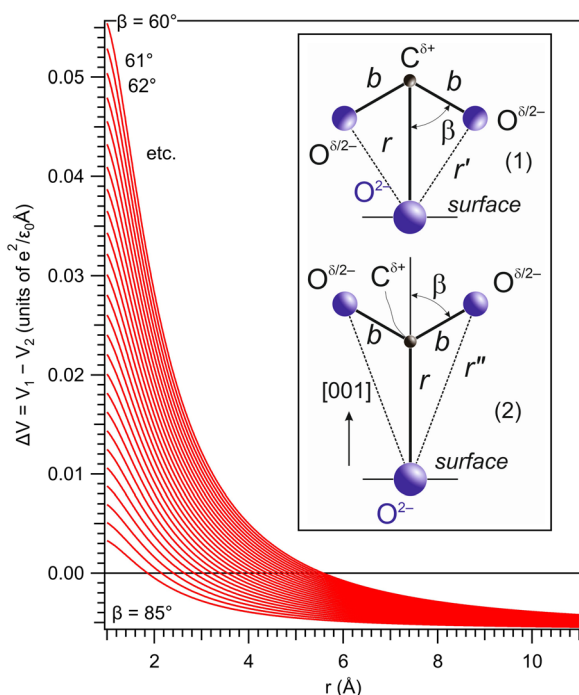 β = 60°
61°
62°
etc.
β = 85°
0.05
0.04
0.03
0.02
0.01
0.00
ΔV = V₁ − V₂ (units of e²/ε₀Å)
2
4
6
8
10
r (Å)
C^δ+
b
b
β
O^δ/2−
O^δ/2−
r
r'
O^2−
surface
(1)
O^δ/2−
C^δ+
β
O^δ/2−
b
b
r
r''
[001]
(2)
surface
O^2−